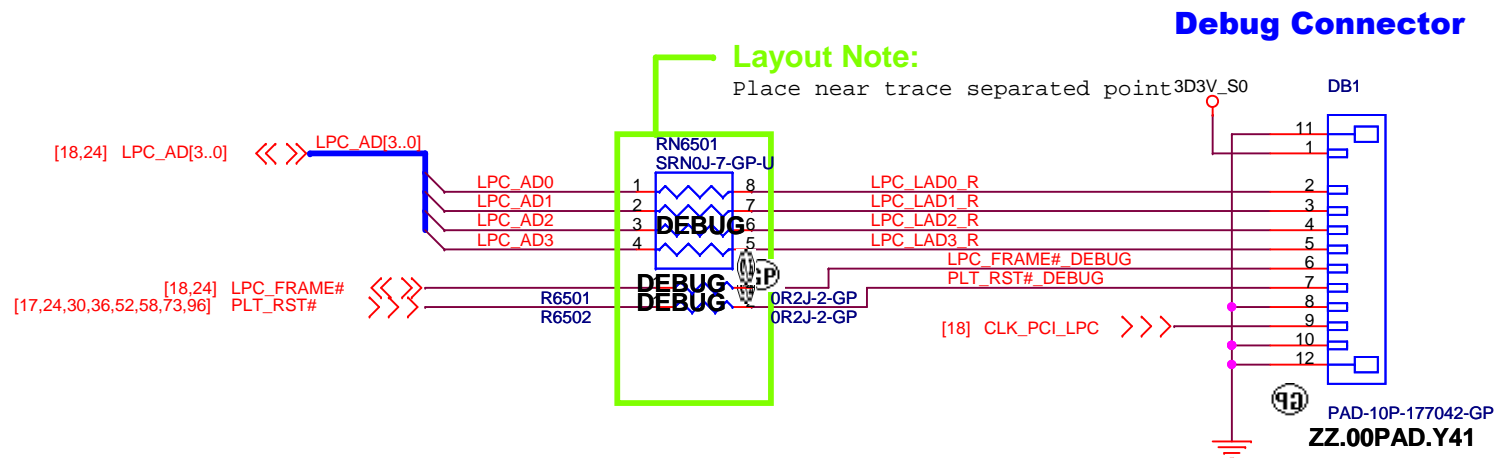 Debug Connector
Layout Note:
Place near trace separated point
3D3V_S0
DB1
[18,24] LPC_AD[3..0]
LPC_AD[3..0]
RN6501
SRN0J-7-GP-U
LPC_AD0
LPC_AD1
LPC_AD2
LPC_AD3
1
2
3
4
8
7
6
5
DEBUG
LPC_LAD0_R
LPC_LAD1_R
LPC_LAD2_R
LPC_LAD3_R
LPC_FRAME#_DEBUG
PLT_RST#_DEBUG
[18,24] LPC_FRAME#
[17,24,30,36,52,58,73,96] PLT_RST#
R6501
R6502
DEBUG
DEBUG
GP
0R2J-2-GP
0R2J-2-GP
[18] CLK_PCI_LPC
11
1
2
3
4
5
6
7
8
9
10
12
GP
PAD-10P-177042-GP
ZZ.00PAD.Y41